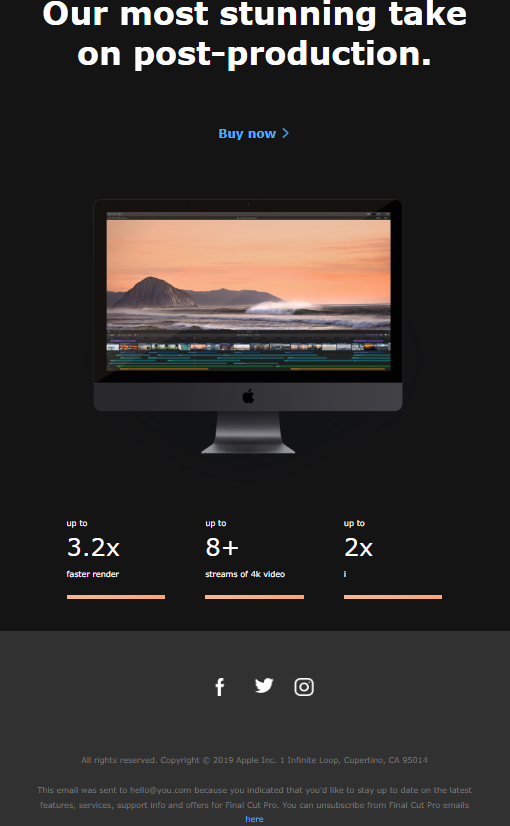 Our most stunning take
on post-production.
Buy now
up to
3.2x
faster render
up to
8+
streams of 4k video
up to
2x
i
All rights reserved. Copyright © 2019 Apple Inc. 1 Infinite Loop, Cupertino, CA 95014
This email was sent to hello@you.com because you indicated that you'd like to stay up to date on the latest
features, services, support info and offers for Final Cut Pro. You can unsubscribe from Final Cut Pro emails
here